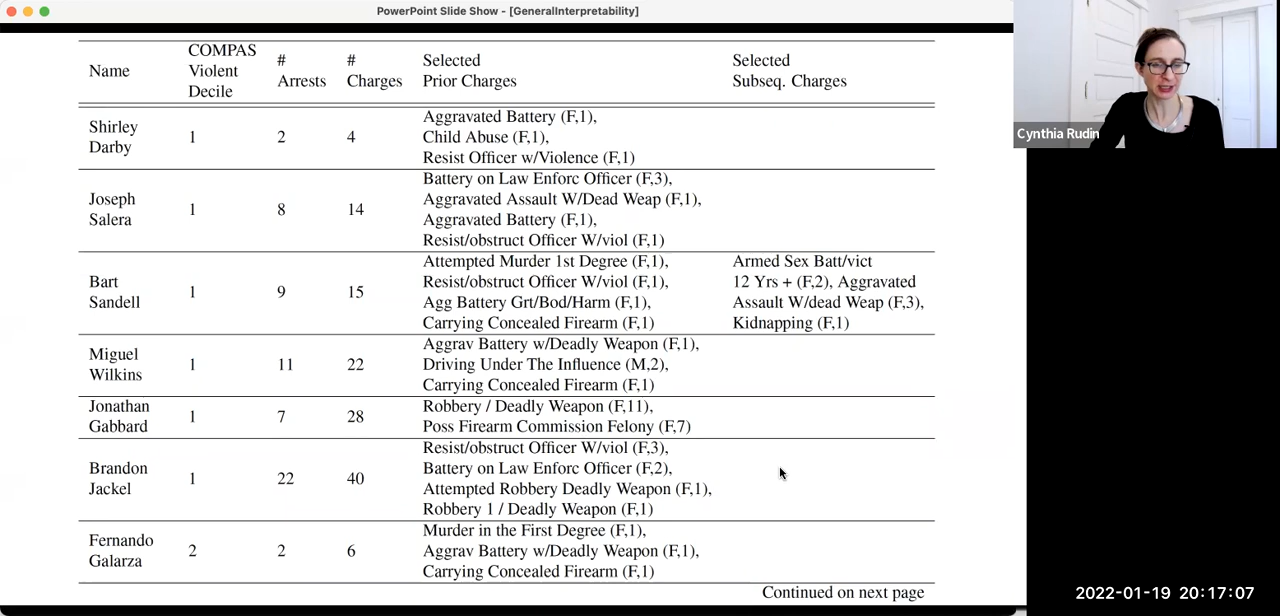 PowerPoint Slide Show - [GeneralInterpretability]
Name
COMPAS
Violent
Decile
#
Arrests
#
Charges
Selected
Prior Charges
Selected
Subseq. Charges
Shirley
Darby
1
2
4
Aggravated Battery (F,1),
Child Abuse (F,1),
Resist Officer w/Violence (F,1)
Joseph
Salera
1
8
14
Battery on Law Enforc Officer (F,3),
Aggravated Assault W/Dead Weap (F,1),
Aggravated Battery (F,1),
Resist/obstruct Officer W/viol (F,1)
Bart
Sandell
1
9
15
Attempted Murder 1st Degree (F,1),
Resist/obstruct Officer W/viol (F,1),
Agg Battery Grt/Bod/Harm (F,1),
Carrying Concealed Firearm (F,1)
Armed Sex Batt/vict
12 Yrs + (F,2), Aggravated
Assault W/dead Weap (F,3),
Kidnapping (F,1)
Miguel
Wilkins
1
11
22
Aggrav Battery w/Deadly Weapon (F,1),
Driving Under The Influence (M,2),
Carrying Concealed Firearm (F,1)
Jonathan
Gabbard
1
7
28
Robbery / Deadly Weapon (F,11),
Poss Firearm Commission Felony (F,7)
Brandon
Jackel
1
22
40
Resist/obstruct Officer W/viol (F,3),
Battery on Law Enforc Officer (F,2),
Attempted Robbery Deadly Weapon (F,1),
Robbery 1 / Deadly Weapon (F,1)
Fernando
Galarza
2
2
6
Murder in the First Degree (F,1),
Aggrav Battery w/Deadly Weapon (F,1),
Carrying Concealed Firearm (F,1)
Continued on next page
Cynthia Rudin
2022-01-19 20:17:07